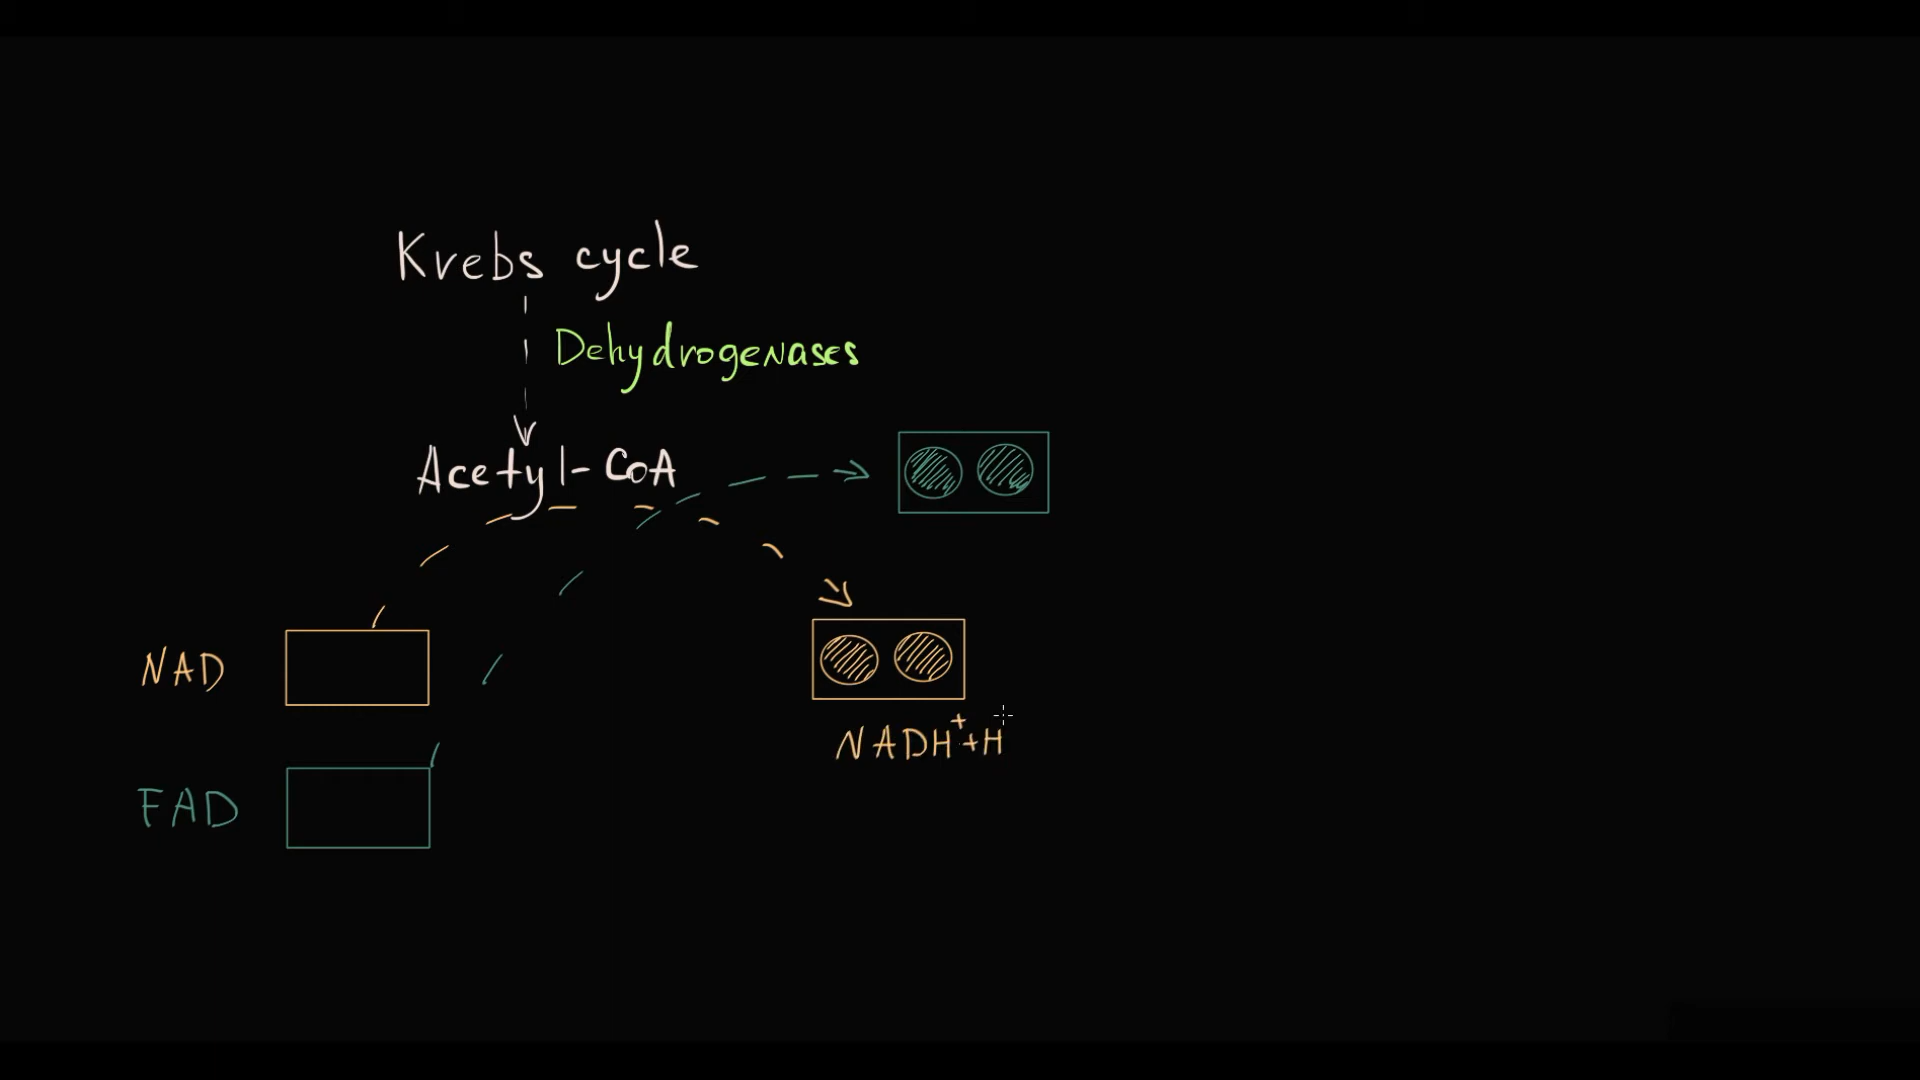 Krebs cycle
Dehydrogenases
Acetyl-CoA
NAD
NADH⁺+H
FAD